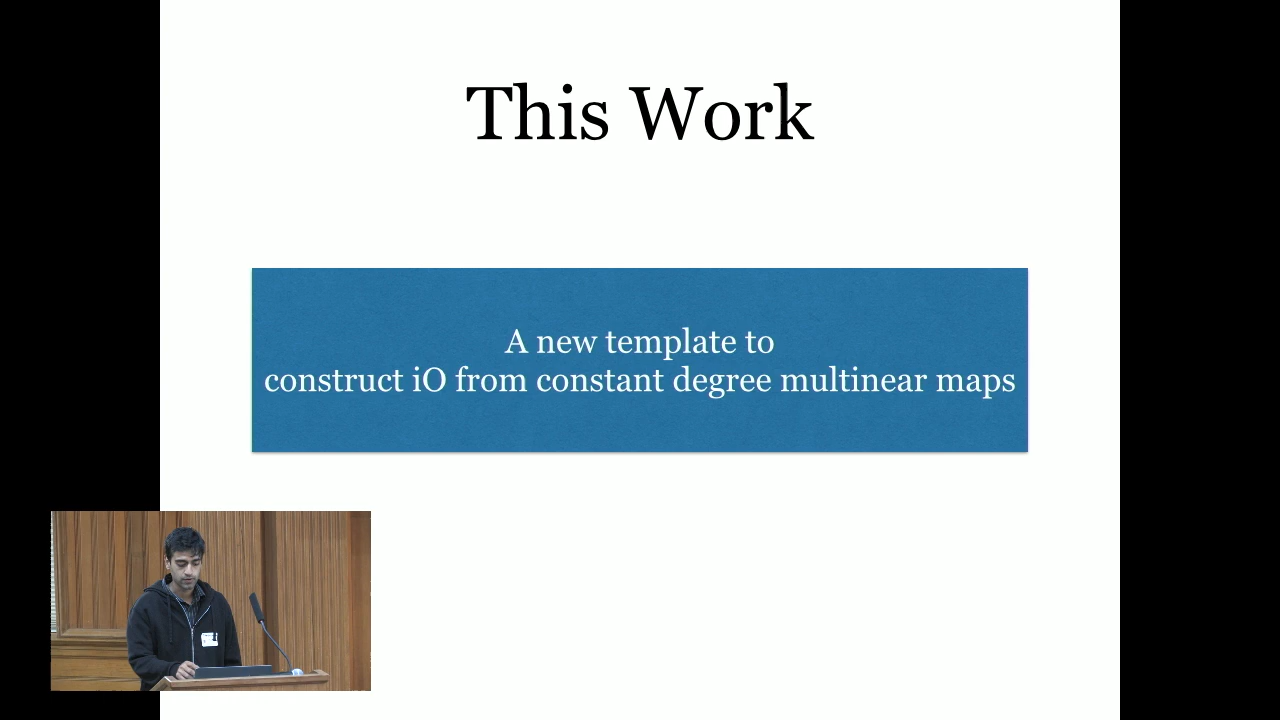 This Work
A new template to
construct iO from constant degree multinear maps